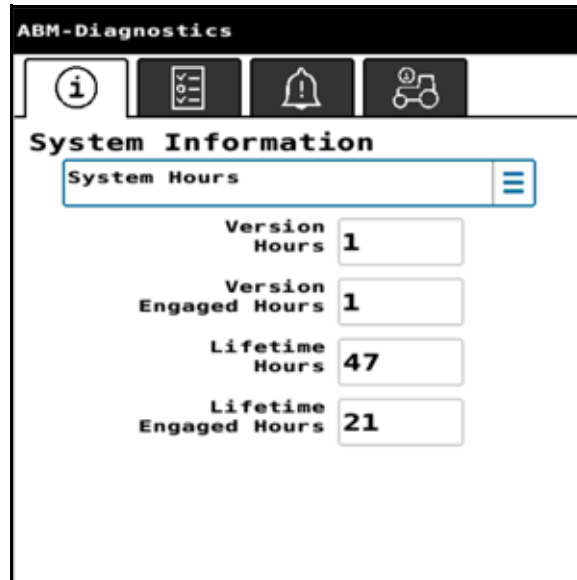 ABM-Diagnostics
System Information
System Hours
Version
Hours
1
Version
Engaged Hours
1
Lifetime
Hours
47
Lifetime
Engaged Hours
21